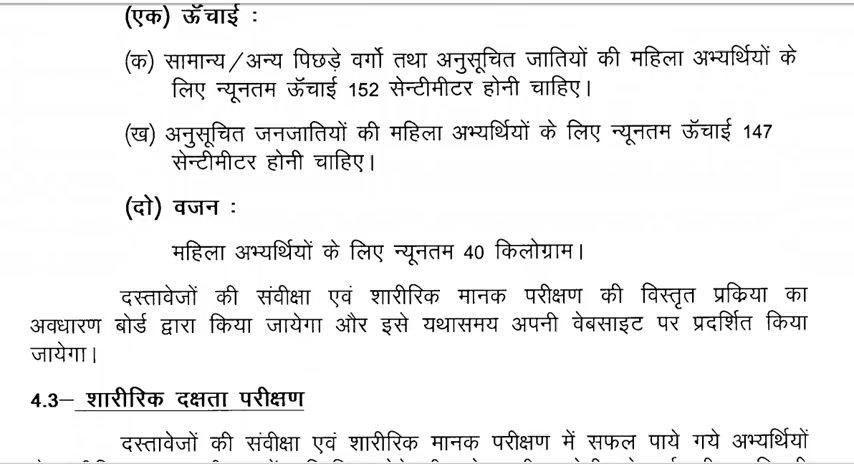 (एक) ऊँचाई :
(क) सामान्य/अन्य पिछड़े वर्गो तथा अनुसूचित जातियों की महिला अभ्यर्थियों के
लिए न्यूनतम ऊँचाई 152 सेन्टीमीटर होनी चाहिए।
(ख) अनुसूचित जनजातियों की महिला अभ्यर्थियों के लिए न्यूनतम ऊँचाई 147
सेन्टीमीटर होनी चाहिए।
(दो) वजन :
महिला अभ्यर्थियों के लिए न्यूनतम 40 किलोग्राम।
दस्तावेजों की संवीक्षा एवं शारीरिक मानक परीक्षण की विस्तृत प्रकिया का
अवधारण बोर्ड द्वारा किया जायेगा और इसे यथासमय अपनी वेबसाइट पर प्रदर्शित किया
जायेगा।
4.3— शारीरिक दक्षता परीक्षण
दस्तावेजों की संवीक्षा एवं शारीरिक मानक परीक्षण में सफल पाये गये अभ्यर्थियों